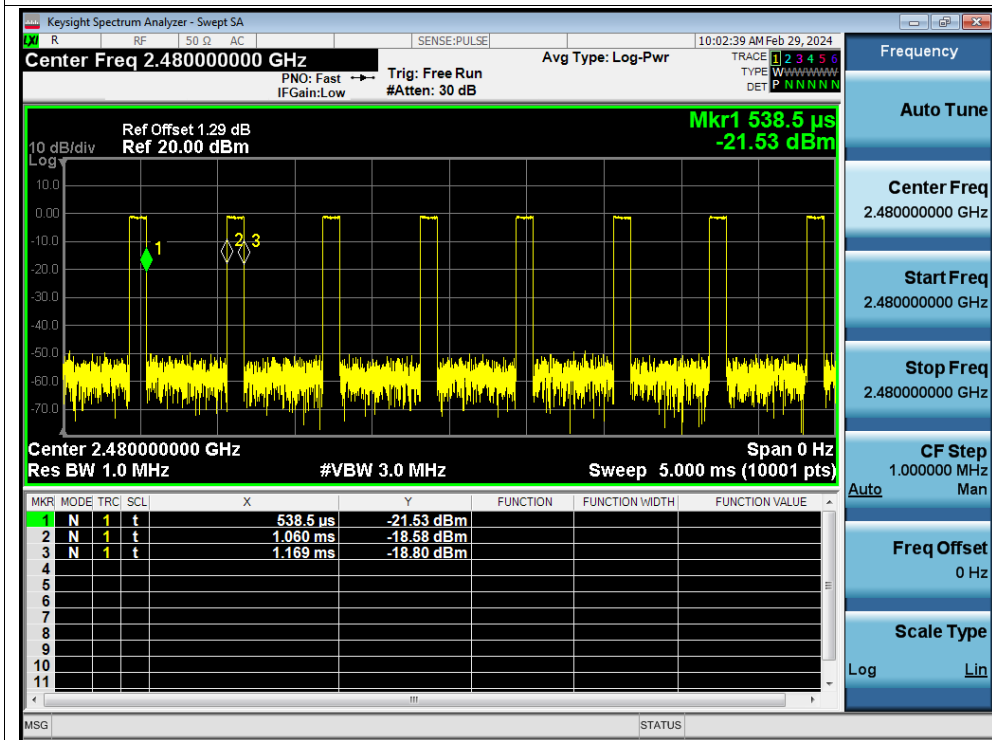 Keysight Spectrum Analyzer - Swept SA
LXI R RF 50 Ω AC SENSE:PULSE 10:02:39 AM Feb 29, 2024
Center Freq 2.480000000 GHz
PNO: Fast
IFGain:Low
Trig: Free Run
#Atten: 30 dB
Avg Type: Log-Pwr
TRACE 1 2 3 4 5 6
TYPE WWWWWW
DET P N N N N N
Ref Offset 1.29 dB
10 dB/div Ref 20.00 dBm
Log
Mkr1 538.5 µs
-21.53 dBm
10.0
0.00
-10.0
-20.0
-30.0
-40.0
-50.0
-60.0
-70.0
1
2
3
Center 2.480000000 GHz Span 0 Hz
Res BW 1.0 MHz #VBW 3.0 MHz Sweep 5.000 ms (10001 pts)
MKR MODE TRC SCL X Y FUNCTION FUNCTION WIDTH FUNCTION VALUE
1 N 1 t 538.5 µs -21.53 dBm
2 N 1 t 1.060 ms -18.58 dBm
3 N 1 t 1.169 ms -18.80 dBm
4
5
6
7
8
9
10
11
MSG STATUS
Frequency
Auto Tune
Center Freq
2.480000000 GHz
Start Freq
2.480000000 GHz
Stop Freq
2.480000000 GHz
CF Step
1.000000 MHz
Auto Man
Freq Offset
0 Hz
Scale Type
Log Lin